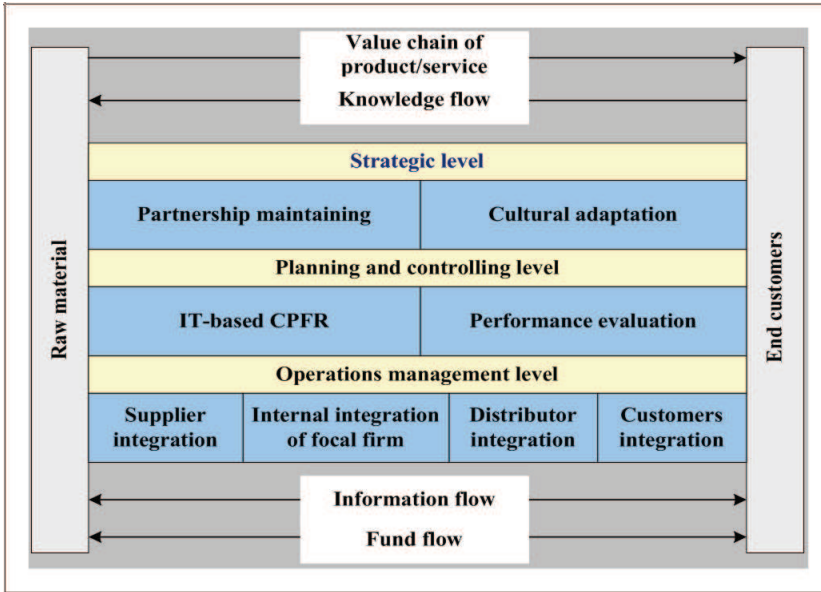 Value chain of
product/service
Knowledge flow
Raw material
Strategic level
Partnership maintaining
Cultural adaptation
Planning and controlling level
IT-based CPFR
Performance evaluation
Operations management level
Supplier
integration
Internal integration
of focal firm
Distributor
integration
Customers
integration
End customers
Information flow
Fund flow